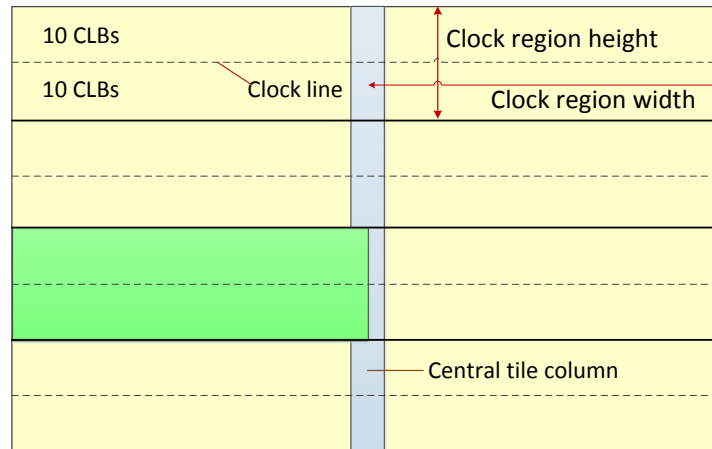 10 CLBs
Clock region height
10 CLBs
Clock line
Clock region width
Central tile column